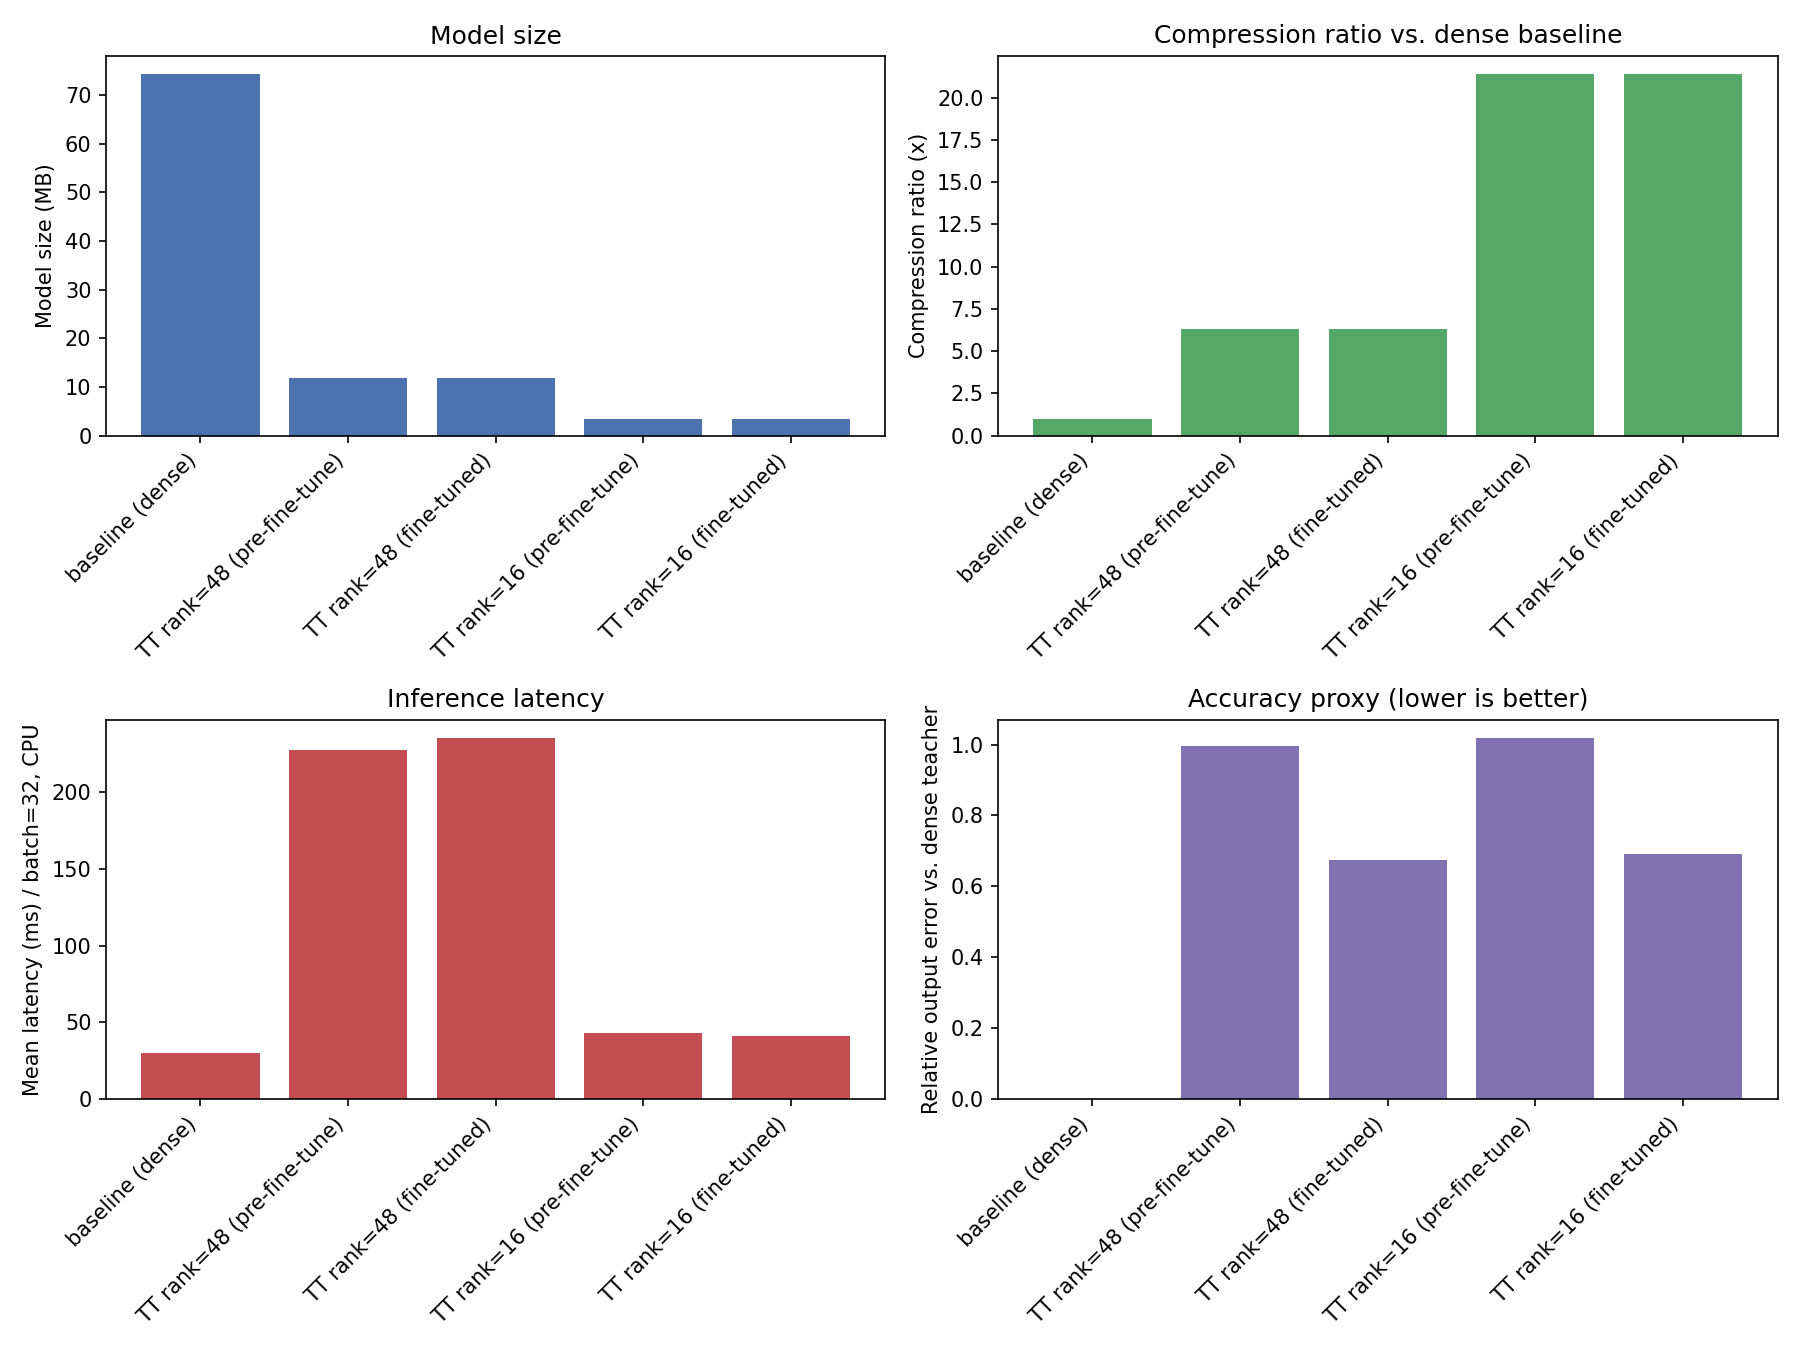 Model size
Model size (MB)
70
60
50
40
30
20
10
0
baseline (dense)
TT rank=48 (pre-fine-tune)
TT rank=48 (fine-tuned)
TT rank=16 (pre-fine-tune)
TT rank=16 (fine-tuned)
Compression ratio vs. dense baseline
Compression ratio (x)
20.0
17.5
15.0
12.5
10.0
7.5
5.0
2.5
0.0
baseline (dense)
TT rank=48 (pre-fine-tune)
TT rank=48 (fine-tuned)
TT rank=16 (pre-fine-tune)
TT rank=16 (fine-tuned)
Inference latency
Mean latency (ms) / batch=32, CPU
200
150
100
50
0
baseline (dense)
TT rank=48 (pre-fine-tune)
TT rank=48 (fine-tuned)
TT rank=16 (pre-fine-tune)
TT rank=16 (fine-tuned)
Accuracy proxy (lower is better)
Relative output error vs. dense teacher
1.0
0.8
0.6
0.4
0.2
0.0
baseline (dense)
TT rank=48 (pre-fine-tune)
TT rank=48 (fine-tuned)
TT rank=16 (pre-fine-tune)
TT rank=16 (fine-tuned)